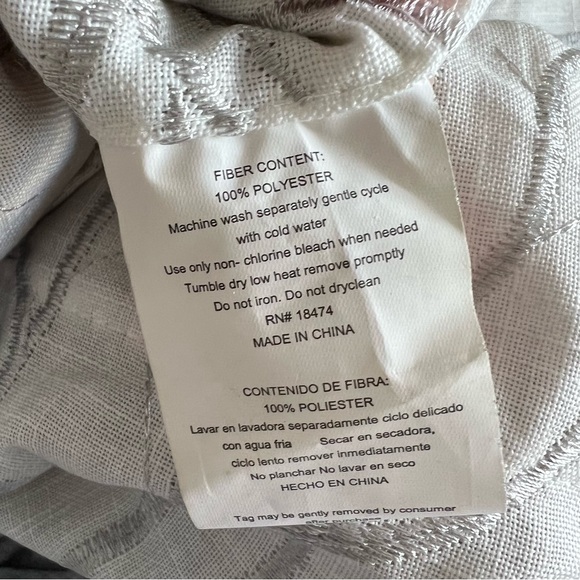 FIBER CONTENT:
100% POLYESTER
Machine wash separately gentle cycle
with cold water
Use only non- chlorine bleach when needed
Tumble dry low heat remove promptly
Do not iron. Do not dryclean
RN# 18474
MADE IN CHINA
CONTENIDO DE FIBRA:
100% POLIESTER
Lavar en lavadora separadamente ciclo delicado
con agua fria Secar en secadora,
ciclo lento remover inmediatamente
No planchar No lavar en seco
HECHO EN CHINA
Tag may be gently removed by consumer
after purchase